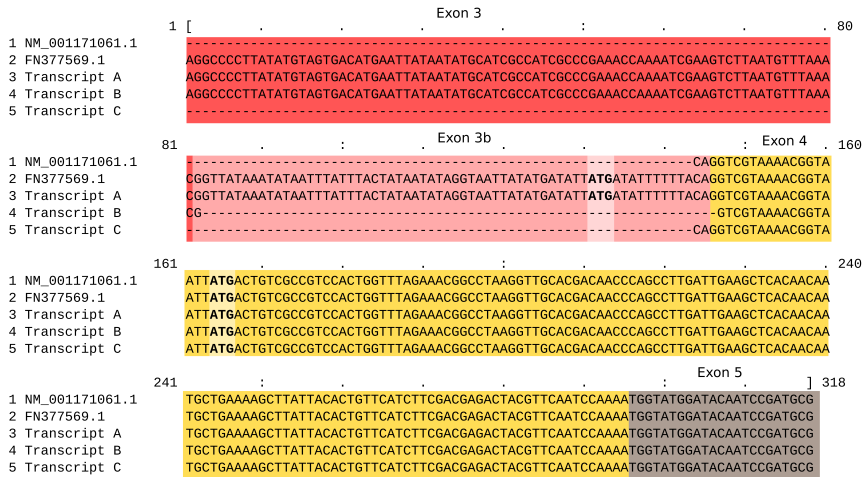 Exon 3
1 [ . . . . : . . . 80
1 NM_001171061.1 --------------------------------------------------------------------------------
2 FN377569.1 AGGCCCCTTATATGTAGTGACATGAATTATAATATGCATCGCCATCGCCCGAAACCAAAATCGAAGTCTTAATGTTTAAA
3 Transcript A AGGCCCCTTATATGTAGTGACATGAATTATAATATGCATCGCCATCGCCCGAAACCAAAATCGAAGTCTTAATGTTTAAA
4 Transcript B AGGCCCCTTATATGTAGTGACATGAATTATAATATGCATCGCCATCGCCCGAAACCAAAATCGAAGTCTTAATGTTTAAA
5 Transcript C --------------------------------------------------------------------------------
Exon 3b Exon 4
81 . : . . . . : . 160
1 NM_001171061.1 ---------------------------------------------------------------CAGGTCGTAAAACGGTA
2 FN377569.1 CGGTTATAAATATAATTTATTTACTATAATATAGGTAATTATATGATATTATGATATTTTTTACAGGTCGTAAAACGGTA
3 Transcript A CGGTTATAAATATAATTTATTTACTATAATATAGGTAATTATATGATATTATGATATTTTTTACAGGTCGTAAAACGGTA
4 Transcript B CG----------------------------------------------------------------GTCGTAAAACGGTA
5 Transcript C ---------------------------------------------------------------CAGGTCGTAAAACGGTA
161 . . . : . . . . 240
1 NM_001171061.1 ATTATGACTGTCGCCGTCCACTGGTTTAGAAACGGCCTAAGGTTGCACGACAACCCAGCCTTGATTGAAGCTCACAACAA
2 FN377569.1 ATTATGACTGTCGCCGTCCACTGGTTTAGAAACGGCCTAAGGTTGCACGACAACCCAGCCTTGATTGAAGCTCACAACAA
3 Transcript A ATTATGACTGTCGCCGTCCACTGGTTTAGAAACGGCCTAAGGTTGCACGACAACCCAGCCTTGATTGAAGCTCACAACAA
4 Transcript B ATTATGACTGTCGCCGTCCACTGGTTTAGAAACGGCCTAAGGTTGCACGACAACCCAGCCTTGATTGAAGCTCACAACAA
5 Transcript C ATTATGACTGTCGCCGTCCACTGGTTTAGAAACGGCCTAAGGTTGCACGACAACCCAGCCTTGATTGAAGCTCACAACAA
Exon 5
241 : . . . . : . ] 318
1 NM_001171061.1 TGCTGAAAAGCTTATTACACTGTTCATCTTCGACGAGACTACGTTCAATCCAAAATGGTATGGATACAATCCGATGCG
2 FN377569.1 TGCTGAAAAGCTTATTACACTGTTCATCTTCGACGAGACTACGTTCAATCCAAAATGGTATGGATACAATCCGATGCG
3 Transcript A TGCTGAAAAGCTTATTACACTGTTCATCTTCGACGAGACTACGTTCAATCCAAAATGGTATGGATACAATCCGATGCG
4 Transcript B TGCTGAAAAGCTTATTACACTGTTCATCTTCGACGAGACTACGTTCAATCCAAAATGGTATGGATACAATCCGATGCG
5 Transcript C TGCTGAAAAGCTTATTACACTGTTCATCTTCGACGAGACTACGTTCAATCCAAAATGGTATGGATACAATCCGATGCG